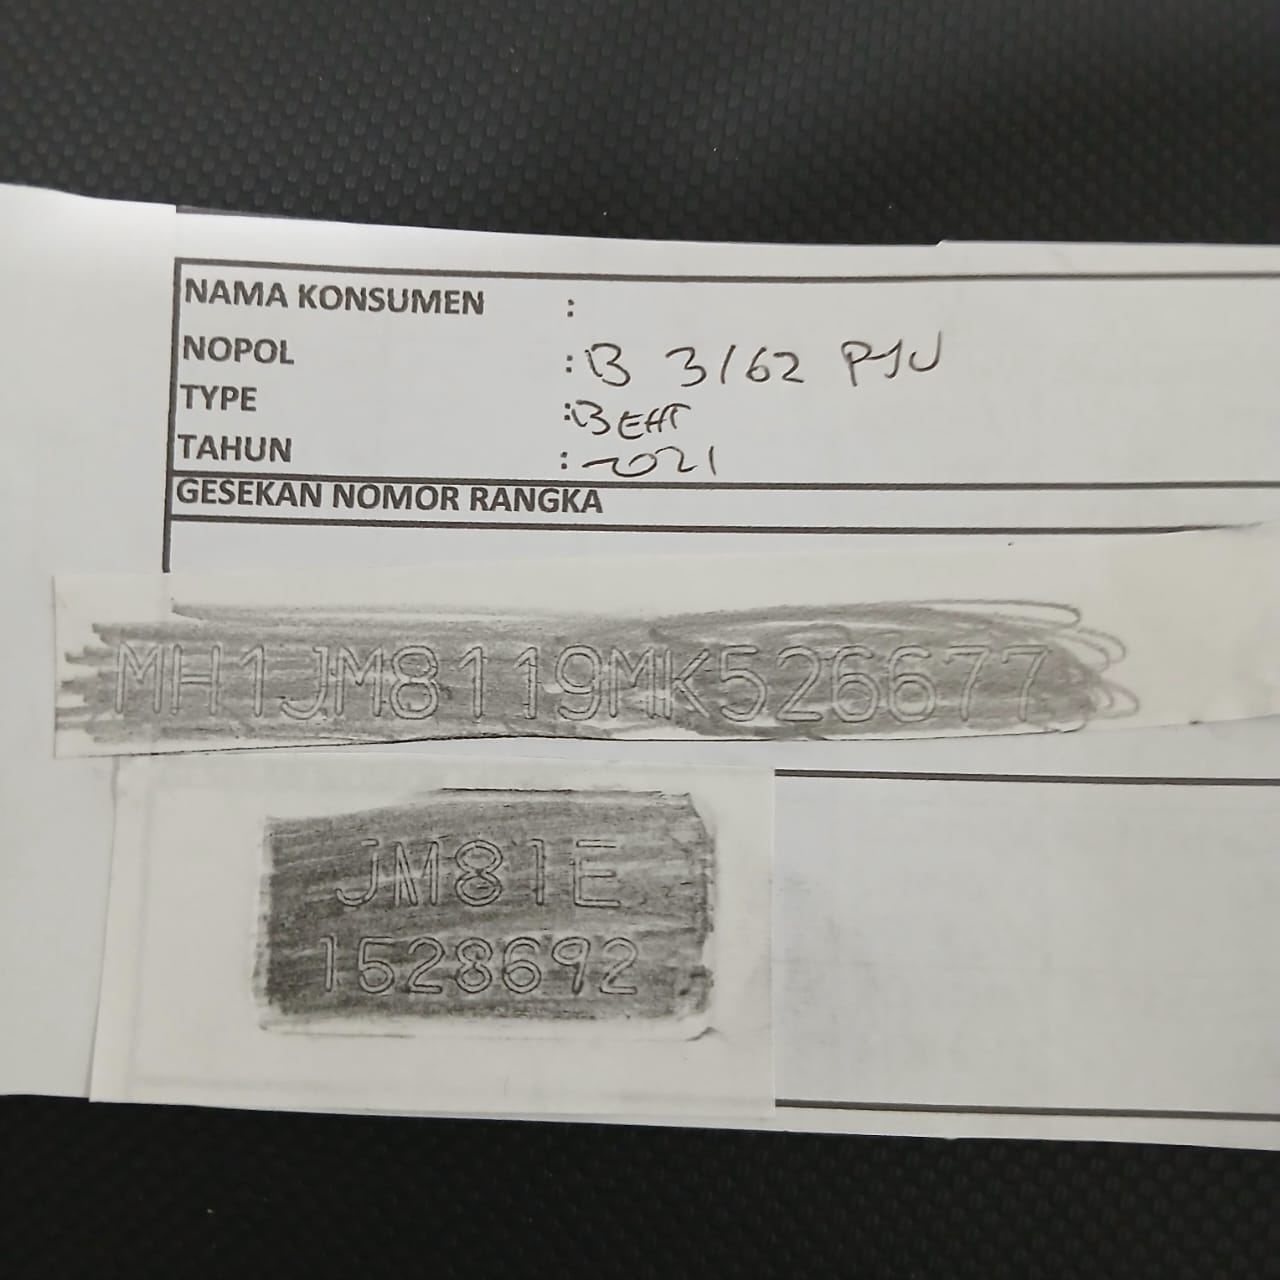 NAMA KONSUMEN :
NOPOL : B 3162 PJU
TYPE : BEAT
TAHUN : 2021
GESEKAN NOMOR RANGKA
MH1JM8119MK526677
JM81E
1528692